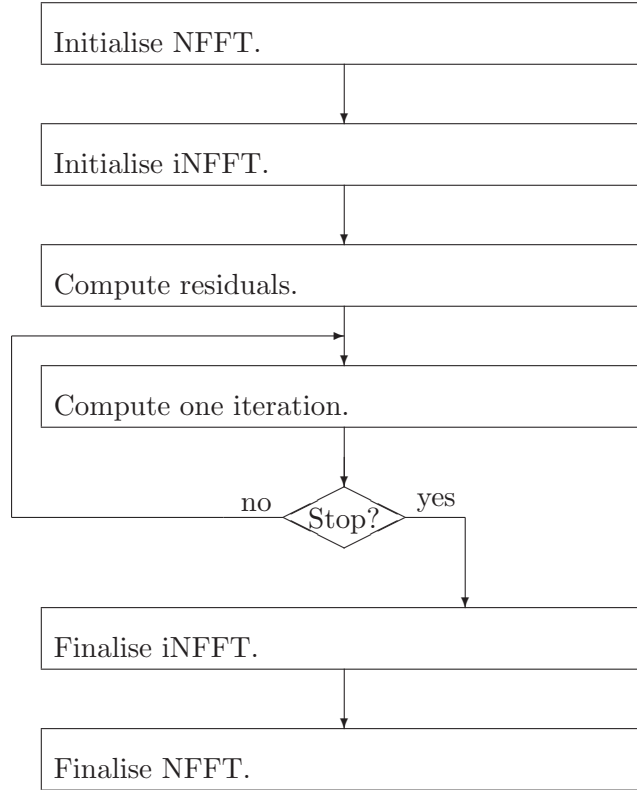 Initialise NFFT.
Initialise iNFFT.
Compute residuals.
Compute one iteration.
no
Stop?
yes
Finalise iNFFT.
Finalise NFFT.